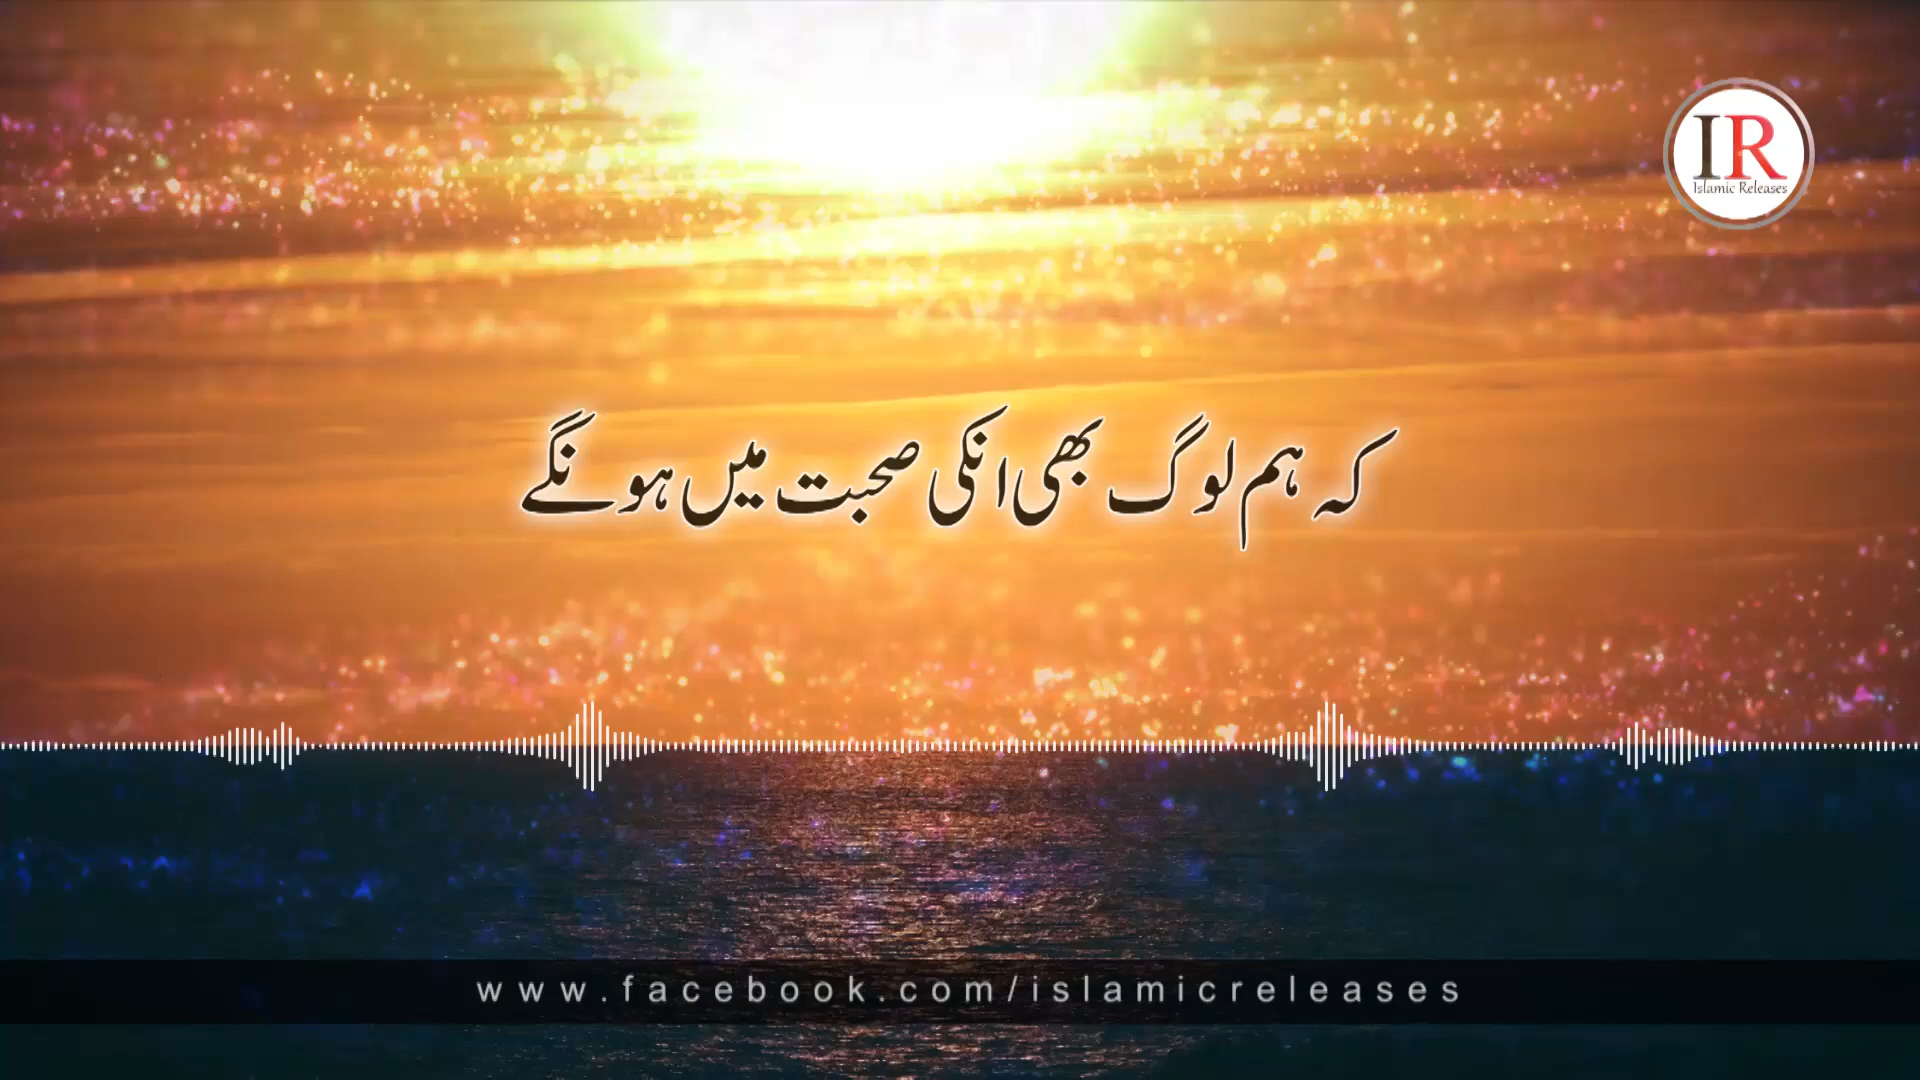 IR
Islamic Releases
کہ ہم لوگ بھی انکی صحبت میں ہونگے
www.facebook.com/islamicreleases